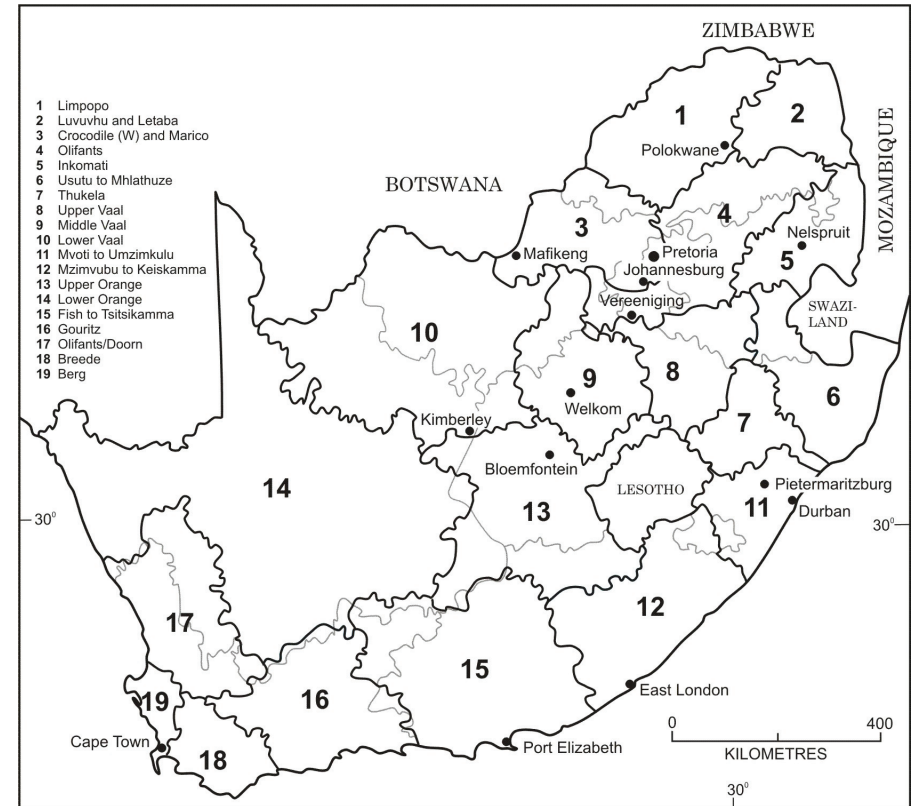 ZIMBABWE
1 Limpopo
2 Luvuvhu and Letaba
3 Crocodile (W) and Marico
4 Olifants
5 Inkomati
6 Usutu to Mhlathuze
7 Thukela
8 Upper Vaal
9 Middle Vaal
10 Lower Vaal
11 Mvoti to Umzimkulu
12 Mzimvubu to Keiskamma
13 Upper Orange
14 Lower Orange
15 Fish to Tsitsikamma
16 Gouritz
17 Olifants/Doorn
18 Breede
19 Berg
1
2
Polokwane
MOZAMBIQUE
BOTSWANA
3
4
Nelspruit
Mafikeng
Pretoria
5
Johannesburg
Vereeniging
SWAZI-
LAND
10
9
8
6
Welkom
Kimberley
7
Bloemfontein
14
LESOTHO
Pietermaritzburg
13
11
Durban
30⁰
30⁰
12
17
15
16
19
East London
0 400
Cape Town
Port Elizabeth
KILOMETRES
18
30⁰